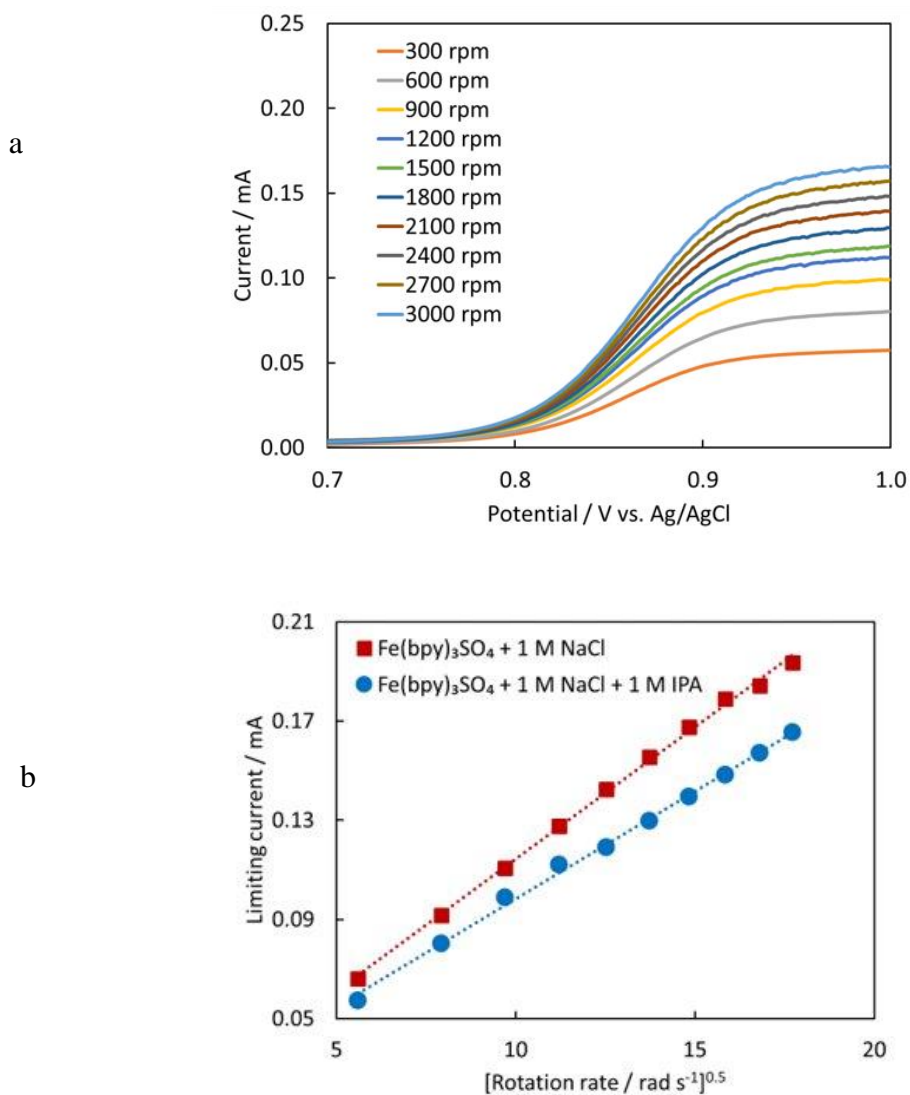 a
0.25
0.20
0.15
0.10
0.05
0.00
Current / mA
300 rpm
600 rpm
900 rpm
1200 rpm
1500 rpm
1800 rpm
2100 rpm
2400 rpm
2700 rpm
3000 rpm
0.7 0.8 0.9 1.0
Potential / V vs. Ag/AgCl
b
0.21
0.17
0.13
0.09
0.05
Limiting current / mA
Fe(bpy)₃SO₄ + 1 M NaCl
Fe(bpy)₃SO₄ + 1 M NaCl + 1 M IPA
5 10 15 20
[Rotation rate / rad s⁻¹]⁰·⁵